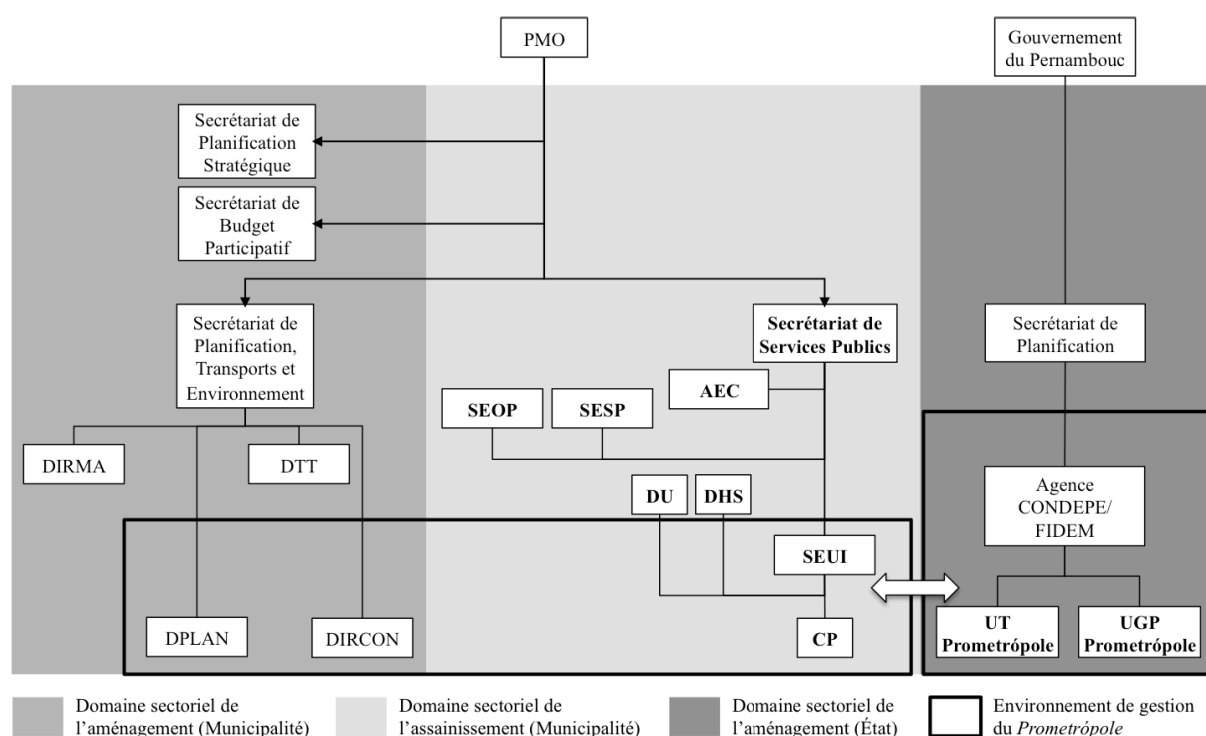 PMO
Gouvernement
du Pernambouc
Secrétariat de
Planification
Stratégique
Secrétariat de
Budget
Participatif
Secrétariat de
Planification,
Transports et
Environnement
Secrétariat de
Services Publics
Secrétariat de
Planification
AEC
SEOP
SESP
DIRMA
DTT
DU
DHS
Agence
CONDEPE/
FIDEM
SEUI
DPLAN
DIRCON
CP
UT
Prometrópole
UGP
Prometrópole
Domaine sectoriel de
l'aménagement (Municipalité)
Domaine sectoriel de
l'assainissement (Municipalité)
Domaine sectoriel de
l'aménagement (État)
Environnement de gestion
du Prometrópole